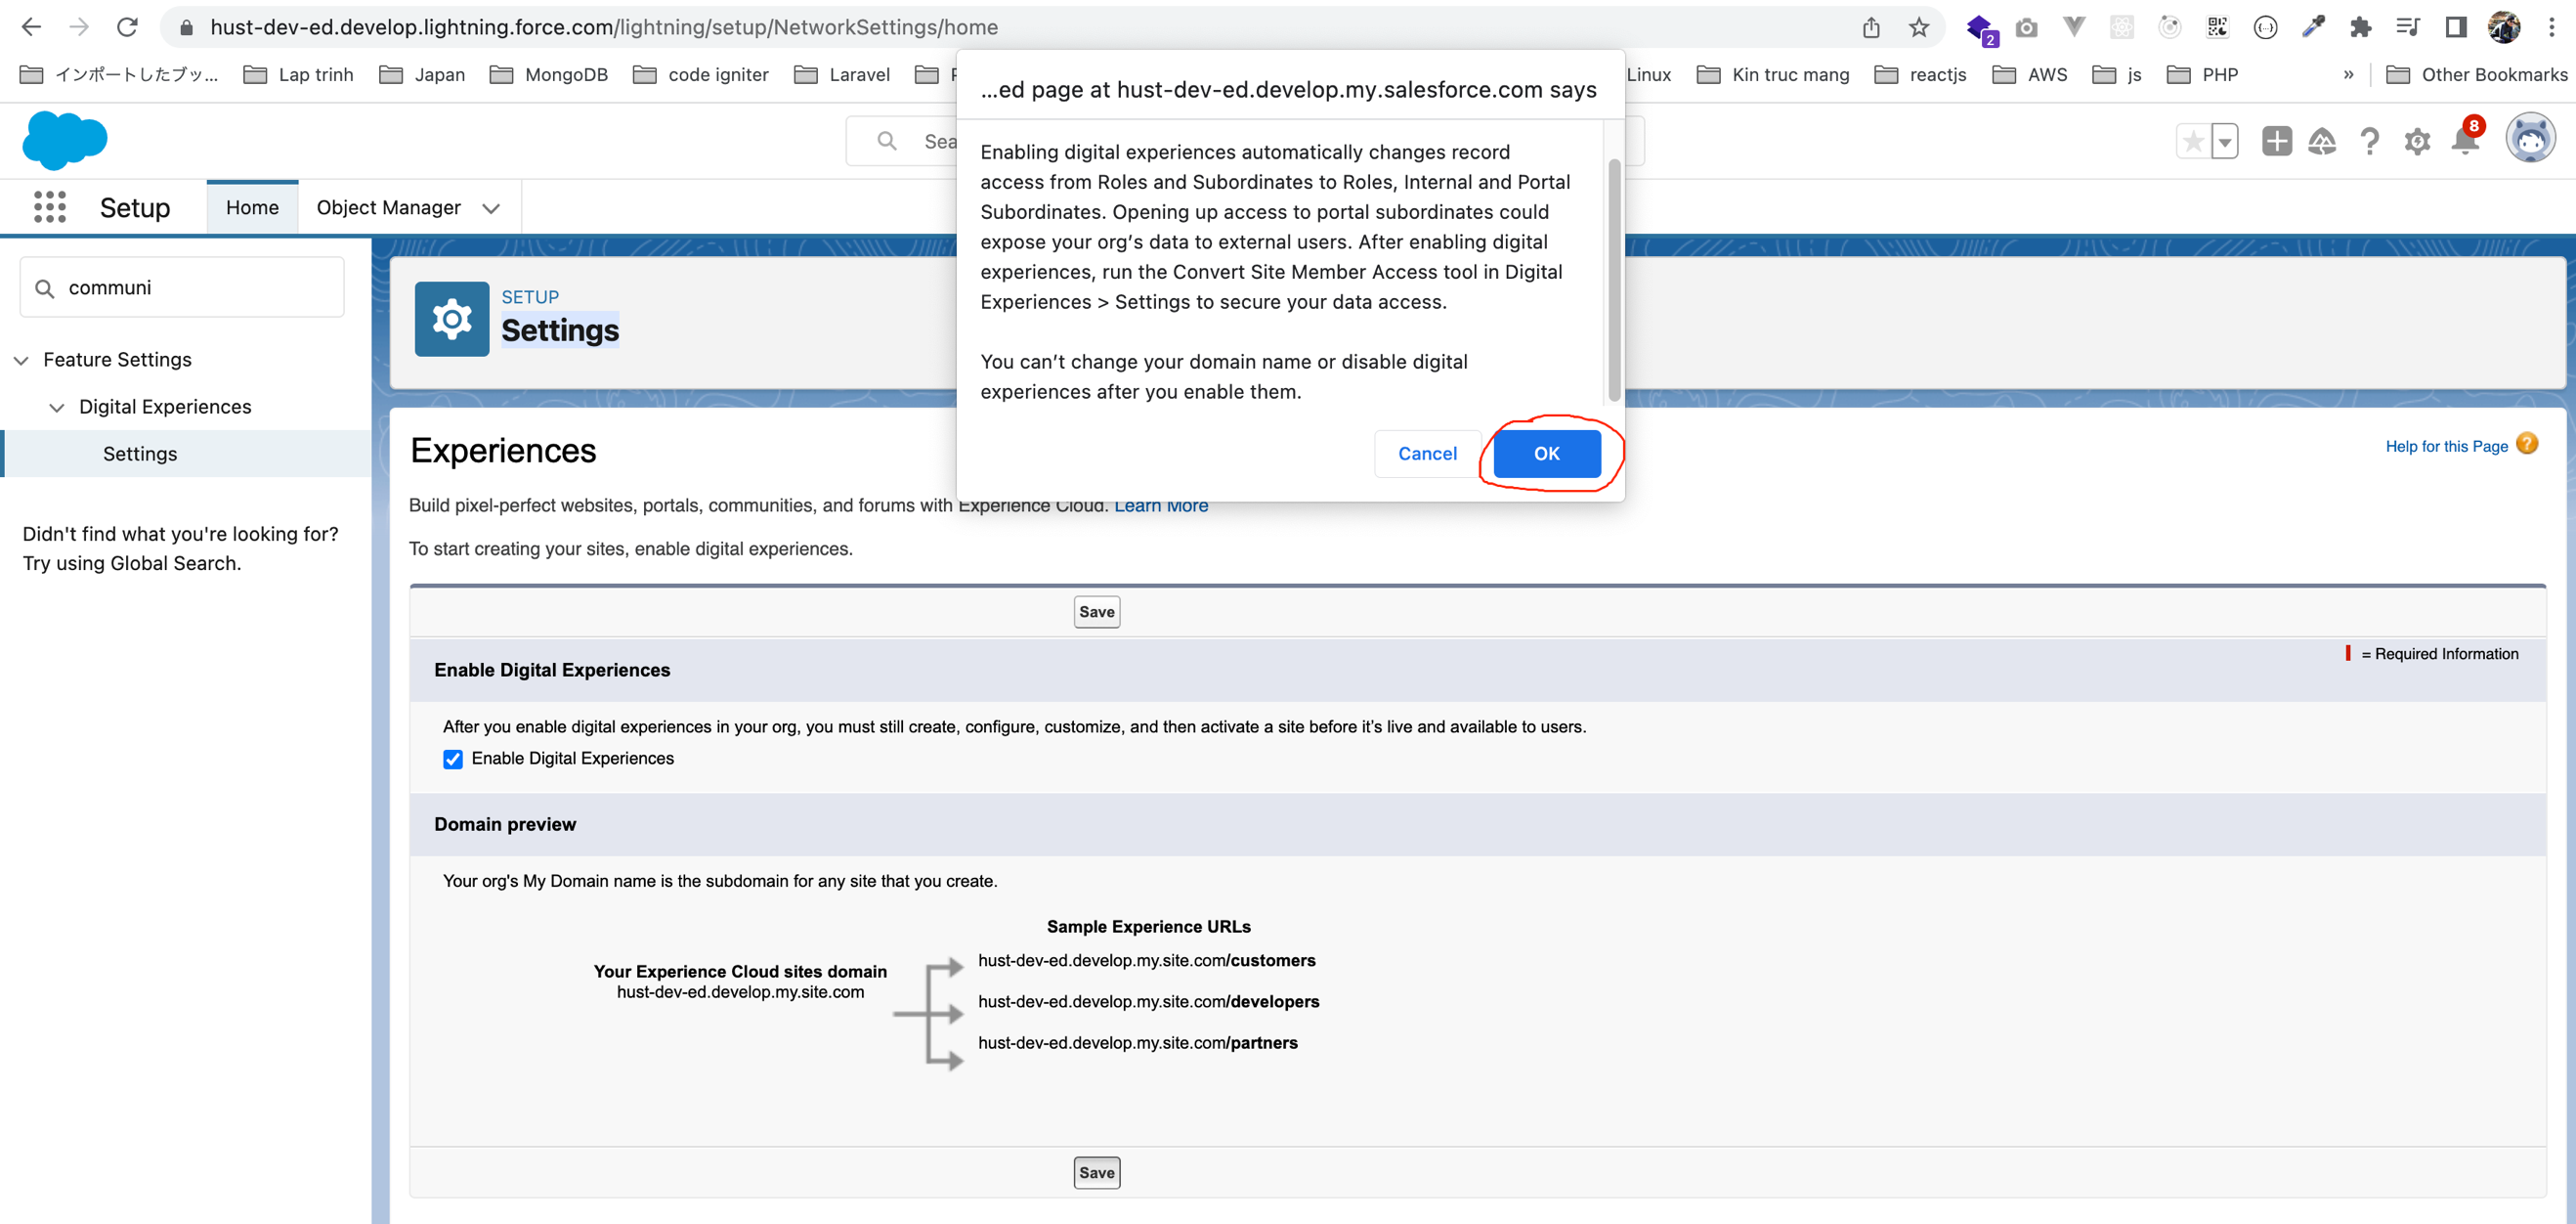 hust-dev-ed.develop.lightning.force.com/lightning/setup/NetworkSettings/home
2
インポートしたブッ...
Lap trinh
Japan
MongoDB
code igniter
Laravel
Linux
Kin truc mang
reactjs
AWS
js
PHP
»
Other Bookmarks
...ed page at hust-dev-ed.develop.my.salesforce.com says
Enabling digital experiences automatically changes record
access from Roles and Subordinates to Roles, Internal and Portal
Subordinates. Opening up access to portal subordinates could
expose your org's data to external users. After enabling digital
experiences, run the Convert Site Member Access tool in Digital
Experiences > Settings to secure your data access.
You can't change your domain name or disable digital
experiences after you enable them.
Cancel
OK
Sea
8
Setup
Home
Object Manager
communi
Feature Settings
Digital Experiences
Settings
Didn't find what you're looking for?
Try using Global Search.
SETUP
Settings
Experiences
Help for this Page ?
Build pixel-perfect websites, portals, communities, and forums with Experience Cloud. Learn More
To start creating your sites, enable digital experiences.
Save
Enable Digital Experiences
= Required Information
After you enable digital experiences in your org, you must still create, configure, customize, and then activate a site before it's live and available to users.
Enable Digital Experiences
Domain preview
Your org's My Domain name is the subdomain for any site that you create.
Sample Experience URLs
Your Experience Cloud sites domain
hust-dev-ed.develop.my.site.com
hust-dev-ed.develop.my.site.com/customers
hust-dev-ed.develop.my.site.com/developers
hust-dev-ed.develop.my.site.com/partners
Save